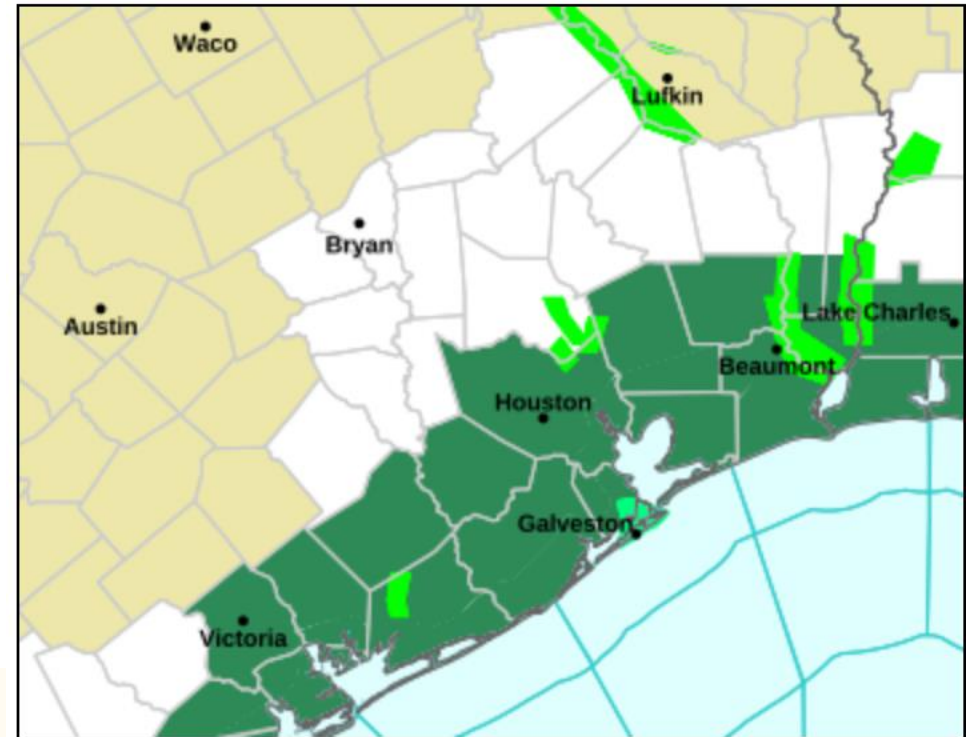 Waco
Lufkin
Bryan
Austin
Lake Charles
Beaumont
Houston
Galveston
Victoria